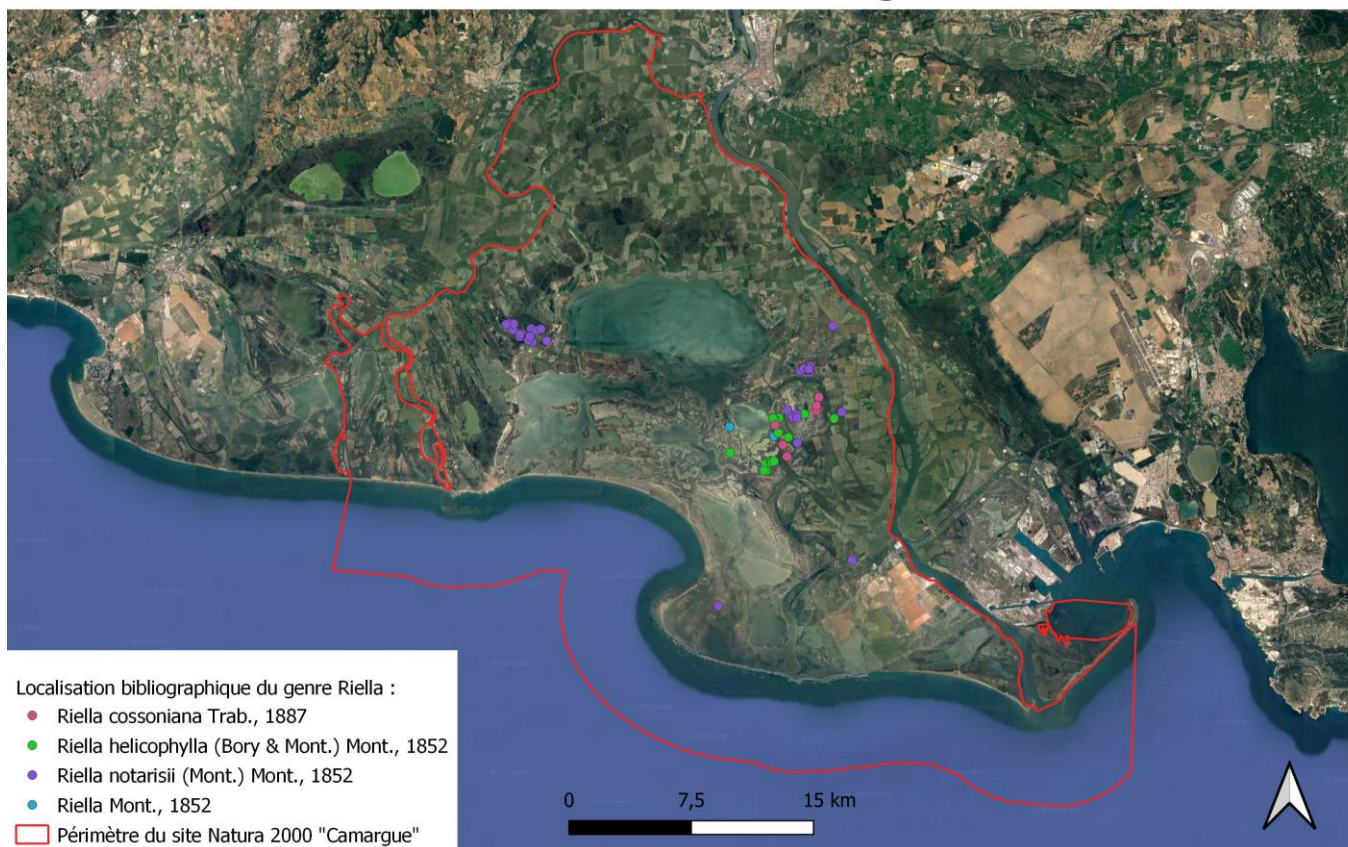 Localisation bibliographique du genre Riella :
Riella cossoniana Trab., 1887
Riella helicophylla (Bory & Mont.) Mont., 1852
Riella notarisii (Mont.) Mont., 1852
Riella Mont., 1852
Périmètre du site Natura 2000 "Camargue"
0 7,5 15 km